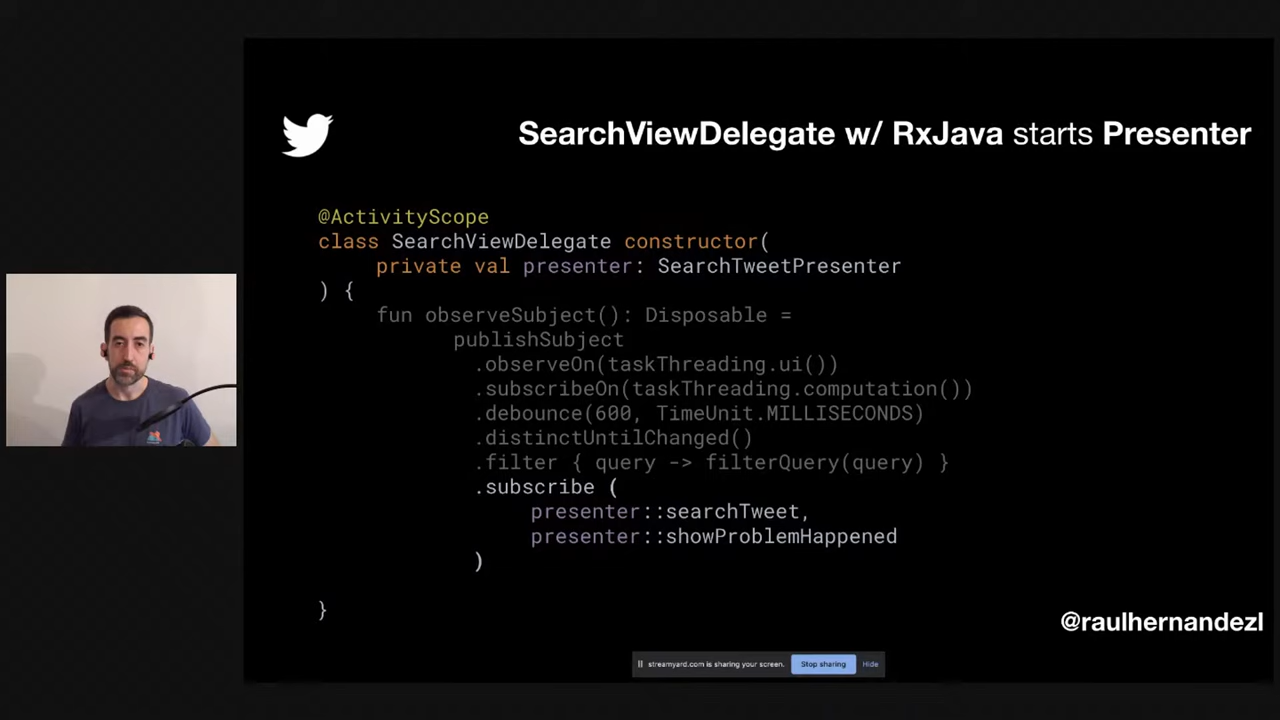 SearchViewDelegate w/ RxJava starts Presenter
@ActivityScope
class SearchViewDelegate constructor(
private val presenter: SearchTweetPresenter
) {
fun observeSubject(): Disposable =
publishSubject
.observeOn(taskThreading.ui())
.subscribeOn(taskThreading.computation())
.debounce(600, TimeUnit.MILLISECONDS)
.distinctUntilChanged()
.filter { query -> filterQuery(query) }
.subscribe (
presenter::searchTweet,
presenter::showProblemHappened
)
}
@raulhernandezl
streamyard.com is sharing your screen. Stop sharing Hide